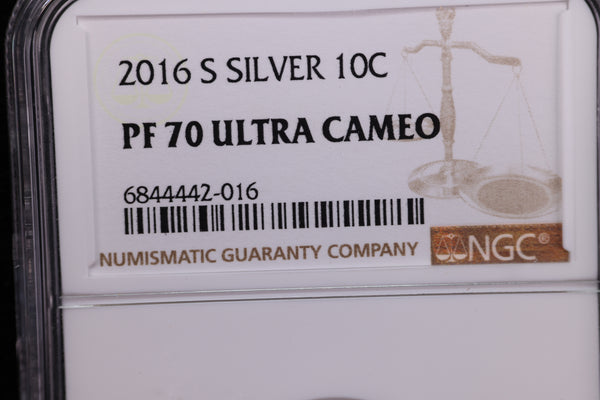 2016 S SILVER 10C
PF 70 ULTRA CAMEO
6844442-016
NUMISMATIC GUARANTY COMPANY
NGC®